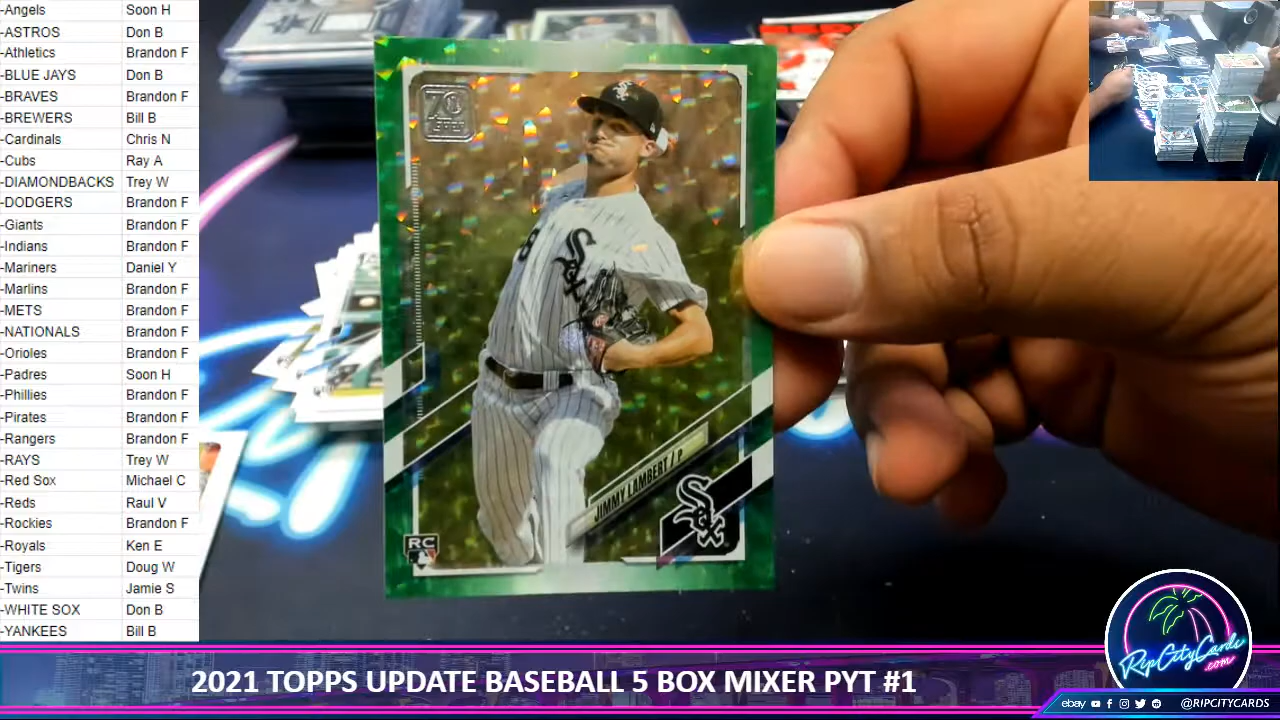 -Angels Soon H
-ASTROS Don B
-Athletics Brandon F
-BLUE JAYS Don B
-BRAVES Brandon F
-BREWERS Bill B
-Cardinals Chris N
-Cubs Ray A
-DIAMONDBACKS Trey W
-DODGERS Brandon F
-Giants Brandon F
-Indians Brandon F
-Mariners Daniel Y
-Marlins Brandon F
-METS Brandon F
-NATIONALS Brandon F
-Orioles Brandon F
-Padres Soon H
-Phillies Brandon F
-Pirates Brandon F
-Rangers Brandon F
-RAYS Trey W
-Red Sox Michael C
-Reds Raul V
-Rockies Brandon F
-Royals Ken E
-Tigers Doug W
-Twins Jamie S
-WHITE SOX Don B
-YANKEES Bill B
70
Sox
JIMMY LAMBERT / P
Sox
RC
RipCityCards
.com
2021 TOPPS UPDATE BASEBALL 5 BOX MIXER PYT #1
ebay @RIPCITYCARDS